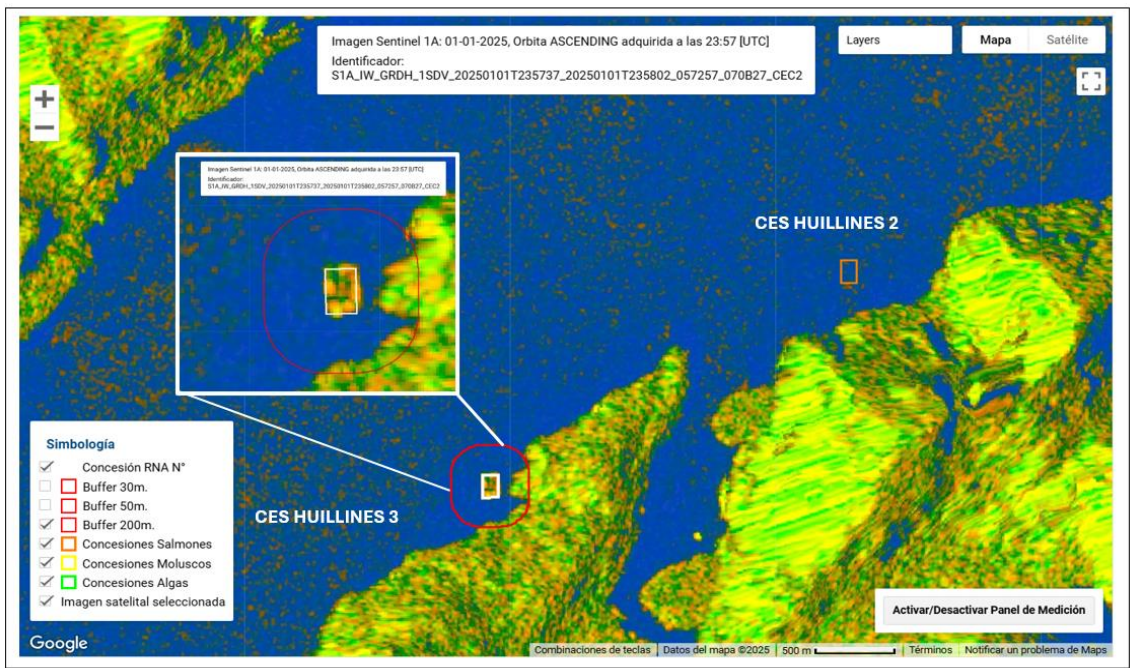 Imagen Sentinel 1A: 01-01-2025, Orbita ASCENDING adquirida a las 23:57 [UTC]
Identificador:
S1A_IW_GRDH_1SDV_20250101T235737_20250101T235802_057257_070B27_CEC2
Layers
Mapa Satélite
+
−
Imagen Sentinel 1A: 01-01-2025, Orbita ASCENDING adquirida a las 23:57 [UTC]
Identificador:
S1A_IW_GRDH_1SDV_20250101T235737_20250101T235802_057257_070B27_CEC2
CES HUILLINES 2
CES HUILLINES 3
Simbología
Concesión RNA N°
Buffer 30m.
Buffer 50m.
Buffer 200m.
Concesiones Salmones
Concesiones Moluscos
Concesiones Algas
Imagen satelital seleccionada
Activar/Desactivar Panel de Medición
Google
Combinaciones de teclas Datos del mapa ©2025 500 m Términos Notificar un problema de Maps